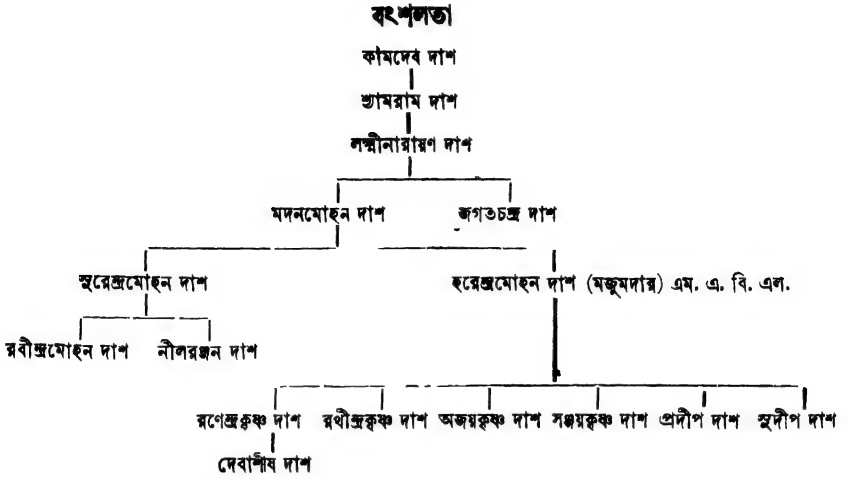 বংশলতা
কামদেব দাশ
শ্যামরাম দাশ
লক্ষ্মীনারায়ণ দাশ
মদনমোহন দাশ জগতচন্দ্র দাশ
সুরেন্দ্রমোহন দাশ হরেন্দ্রমোহন দাশ (মজুমদার) এম. এ. বি. এল.
রবীন্দ্রমোহন দাশ নীলরঞ্জন দাশ
রণেন্দ্রকৃষ্ণ দাশ রথীন্দ্রকৃষ্ণ দাশ অজয়কৃষ্ণ দাশ সঞ্জয়কৃষ্ণ দাশ প্রদীপ দাশ সুদীপ দাশ
দেবাশীষ দাশ